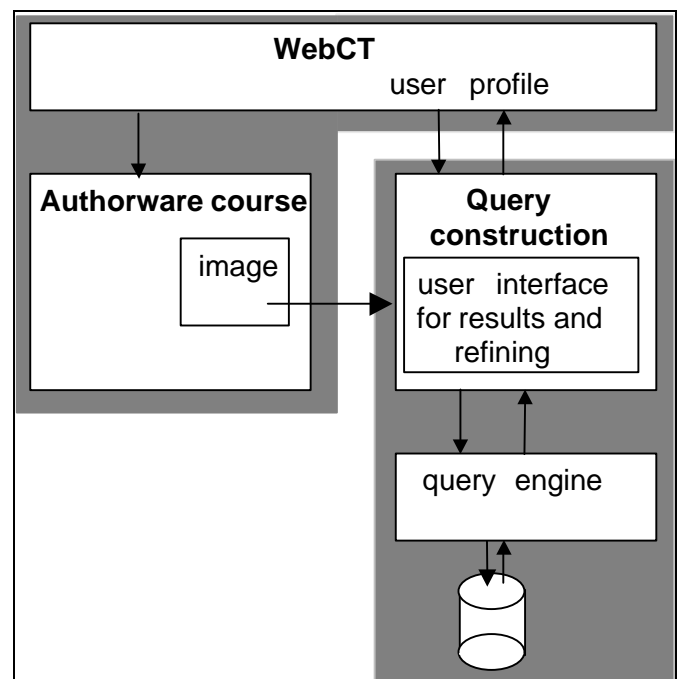 WebCT
user profile
Authorware course
image
Query
construction
user interface
for results and
refining
query engine